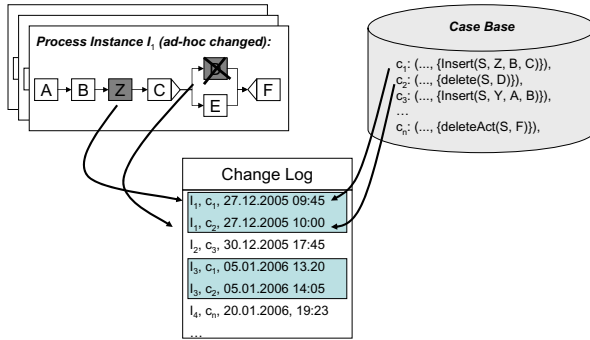 Process Instance I1 (ad-hoc changed):
A B Z C D E F
Case Base
c1: (..., {Insert(S, Z, B, C)}),
c2: (..., {delete(S, D)}),
c3: (..., {Insert(S, Y, A, B)}),
...
cn: (..., {deleteAct(S, F)}),
Change Log
I1, c1, 27.12.2005 09:45
I1, c2, 27.12.2005 10:00
I2, c3, 30.12.2005 17:45
I3, c1, 05.01.2006 13.20
I3, c2, 05.01.2006 14:05
I4, cn, 20.01.2006, 19:23
...